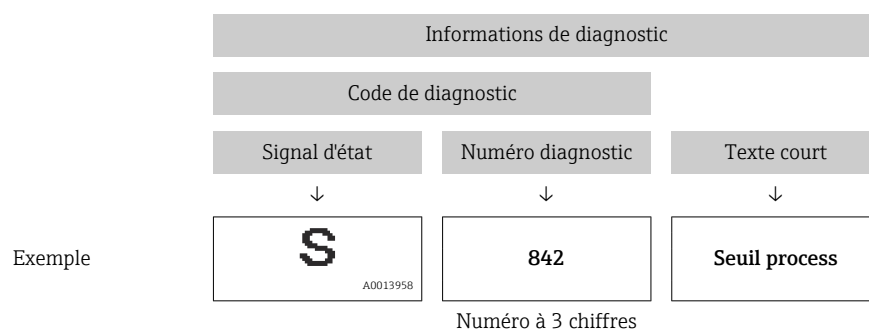 Informations de diagnostic
Code de diagnostic
Signal d'état Numéro diagnostic Texte court
↓ ↓ ↓
Exemple S 842 Seuil process
A0013958
Numéro à 3 chiffres